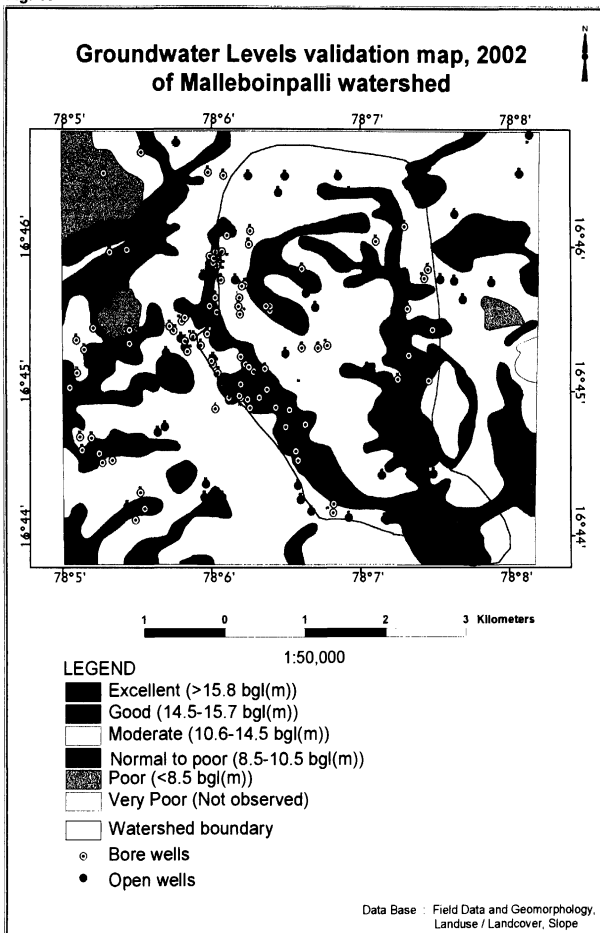 Groundwater Levels validation map, 2002
of Malleboinpalli watershed
N
78°5' 78°6' 78°7' 78°8'
16°46' 16°46'
16°45' 16°45'
16°44' 16°44'
78°5' 78°6' 78°7' 78°8'
1 0 1 2 3 Kilometers
1:50,000
LEGEND
Excellent (>15.8 bgl(m))
Good (14.5-15.7 bgl(m))
Moderate (10.6-14.5 bgl(m))
Normal to poor (8.5-10.5 bgl(m))
Poor (<8.5 bgl(m))
Very Poor (Not observed)
Watershed boundary
Bore wells
Open wells
Data Base : Field Data and Geomorphology,
Landuse / Landcover, Slope